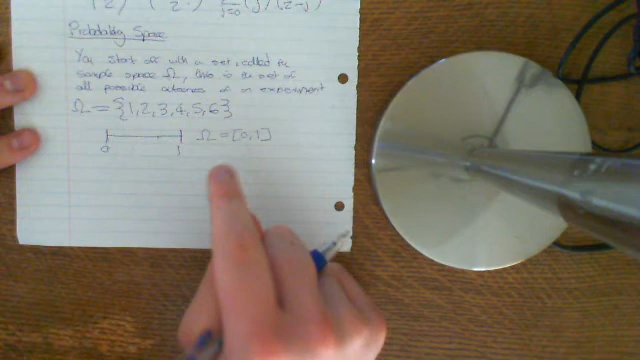 Probability Space
You start off with a set, called the
sample space Ω, this is the set of
all possible outcomes of an experiment
Ω = {1,2,3,4,5,6}
0 1 Ω = [0,1]